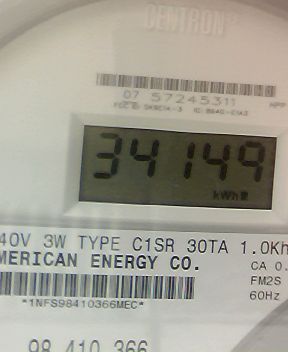 CENTRON®
07 57245311
34149
kWh
40V 3W TYPE C1SR 30TA 1.0Kh
MERICAN ENERGY CO.
CA 0.
FM2S
60Hz
*1NFS98410366MEC*
98 410 366